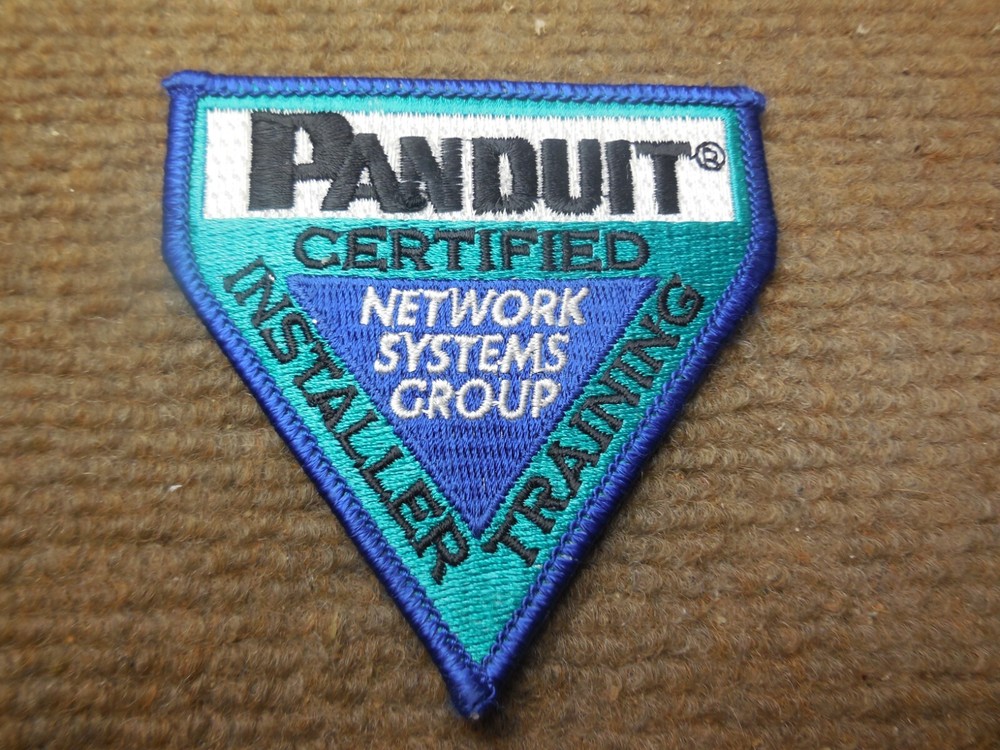 PANDUIT®
CERTIFIED
INSTALLER
TRAINING
NETWORK
SYSTEMS
GROUP